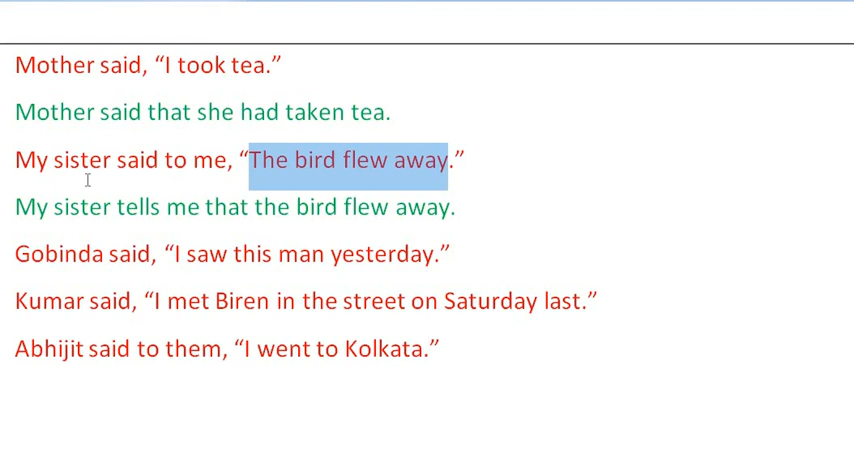 Mother said, “I took tea.”
Mother said that she had taken tea.
My sister said to me, “The bird flew away.”
My sister tells me that the bird flew away.
Gobinda said, “I saw this man yesterday.”
Kumar said, “I met Biren in the street on Saturday last.”
Abhijit said to them, “I went to Kolkata.”